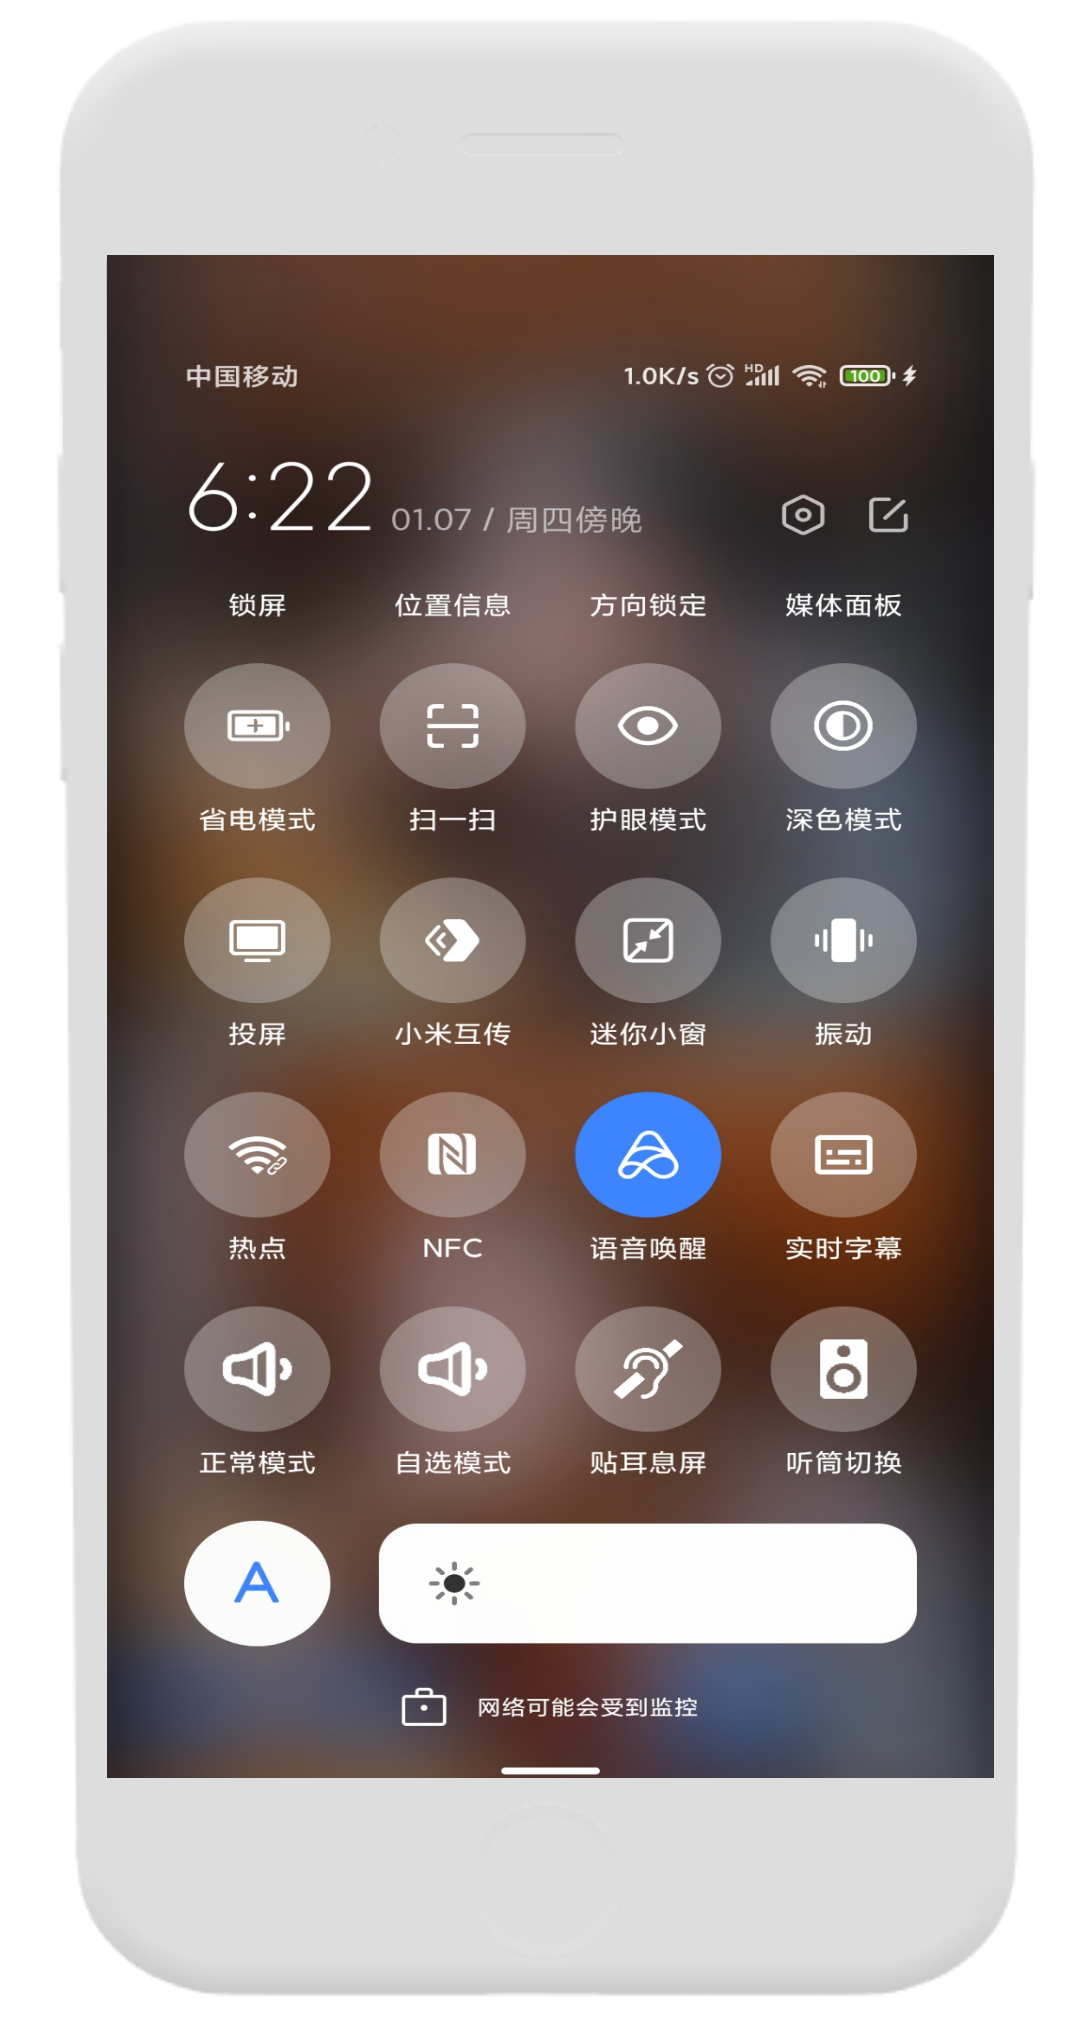 中国移动
1.0K/s HD 100
6:22 01.07 / 周四傍晚
锁屏 位置信息 方向锁定 媒体面板
省电模式 扫一扫 护眼模式 深色模式
投屏 小米互传 迷你小窗 振动
热点 NFC 语音唤醒 实时字幕
正常模式 自选模式 贴耳息屏 听筒切换
A
网络可能会受到监控